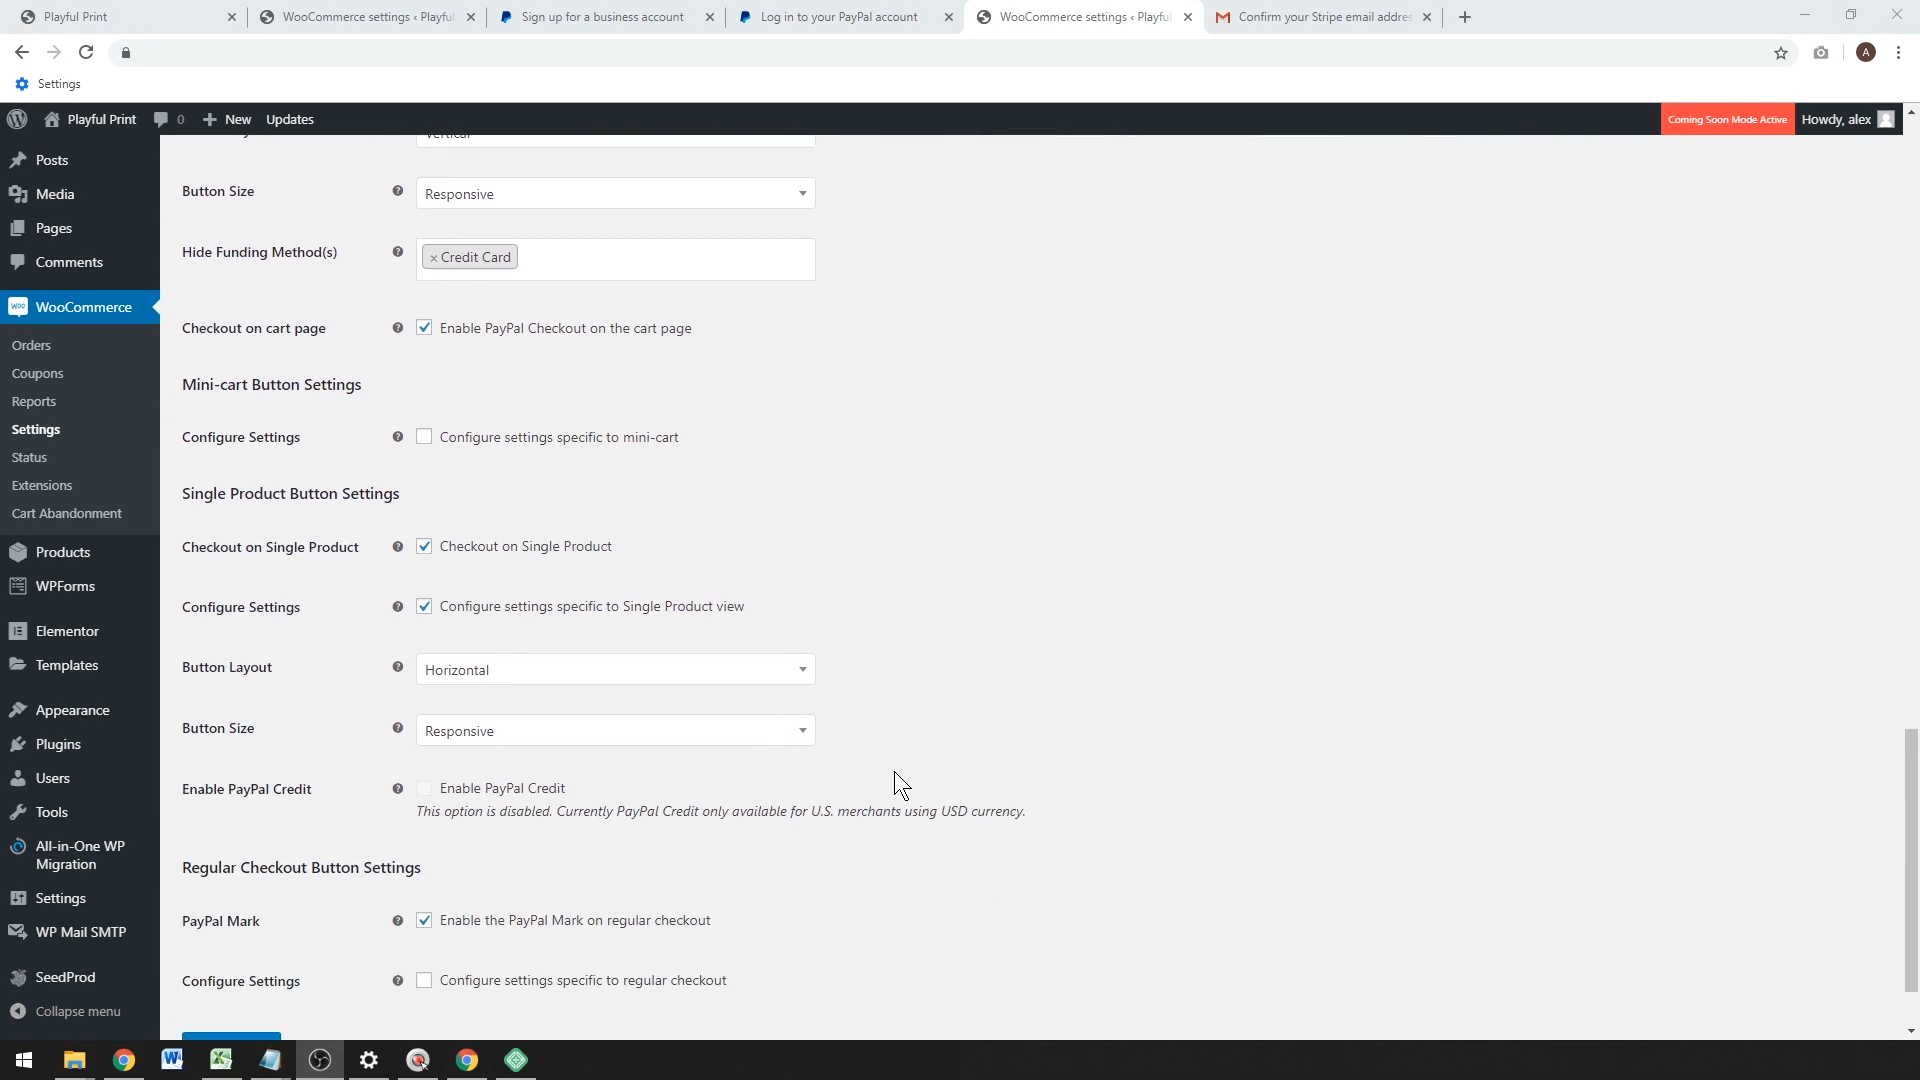 Playful Print
WooCommerce settings ‹ Playful
Sign up for a business account
Log in to your PayPal account
WooCommerce settings ‹ Playful
Confirm your Stripe email addres
A
Settings
Playful Print
0
New
Updates
Coming Soon Mode Active
Howdy, alex
Posts
Media
Pages
Comments
WooCommerce
Orders
Coupons
Reports
Settings
Status
Extensions
Cart Abandonment
Products
WPForms
Elementor
Templates
Appearance
Plugins
Users
Tools
All-in-One WP
Migration
Settings
WP Mail SMTP
SeedProd
Collapse menu
Vertical
Button Size
Responsive
Hide Funding Method(s)
× Credit Card
Checkout on cart page
Enable PayPal Checkout on the cart page
Mini-cart Button Settings
Configure Settings
Configure settings specific to mini-cart
Single Product Button Settings
Checkout on Single Product
Checkout on Single Product
Configure Settings
Configure settings specific to Single Product view
Button Layout
Horizontal
Button Size
Responsive
Enable PayPal Credit
Enable PayPal Credit
This option is disabled. Currently PayPal Credit only available for U.S. merchants using USD currency.
Regular Checkout Button Settings
PayPal Mark
Enable the PayPal Mark on regular checkout
Configure Settings
Configure settings specific to regular checkout